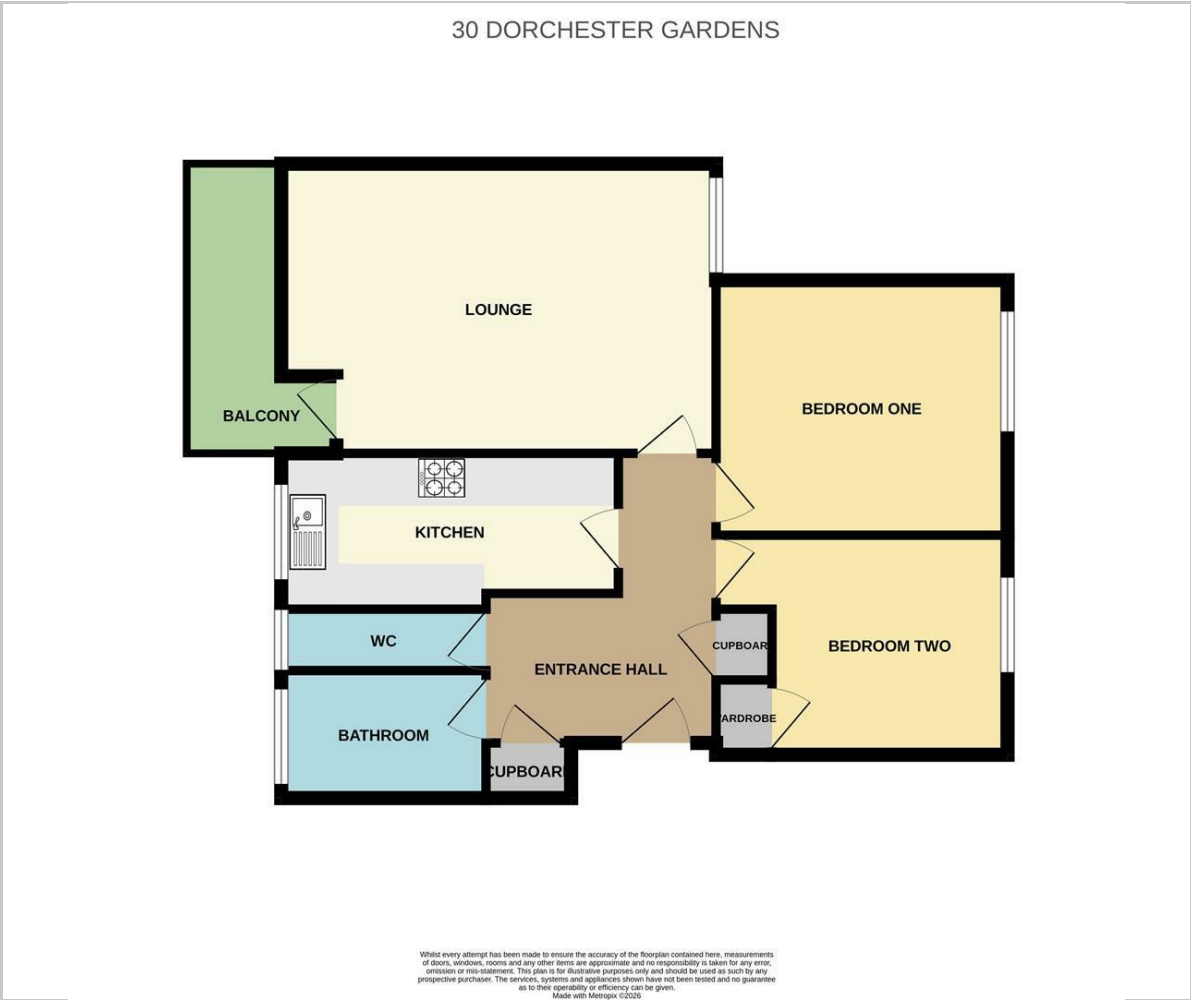 30 DORCHESTER GARDENS
LOUNGE
BALCONY
BEDROOM ONE
KITCHEN
WC
ENTRANCE HALL
CUPBOAR
BEDROOM TWO
ARDROBE
BATHROOM
CUPBOAR
Whilst every attempt has been made to ensure the accuracy of the floorplan contained here, measurements
of doors, windows, rooms and any other items are approximate and no responsibility is taken for any error,
omission or mis-statement. This plan is for illustrative purposes only and should be used as such by any
prospective purchaser. The services, systems and appliances shown have not been tested and no guarantee
as to their operability or efficiency can be given.
Made with Metropix ©2026